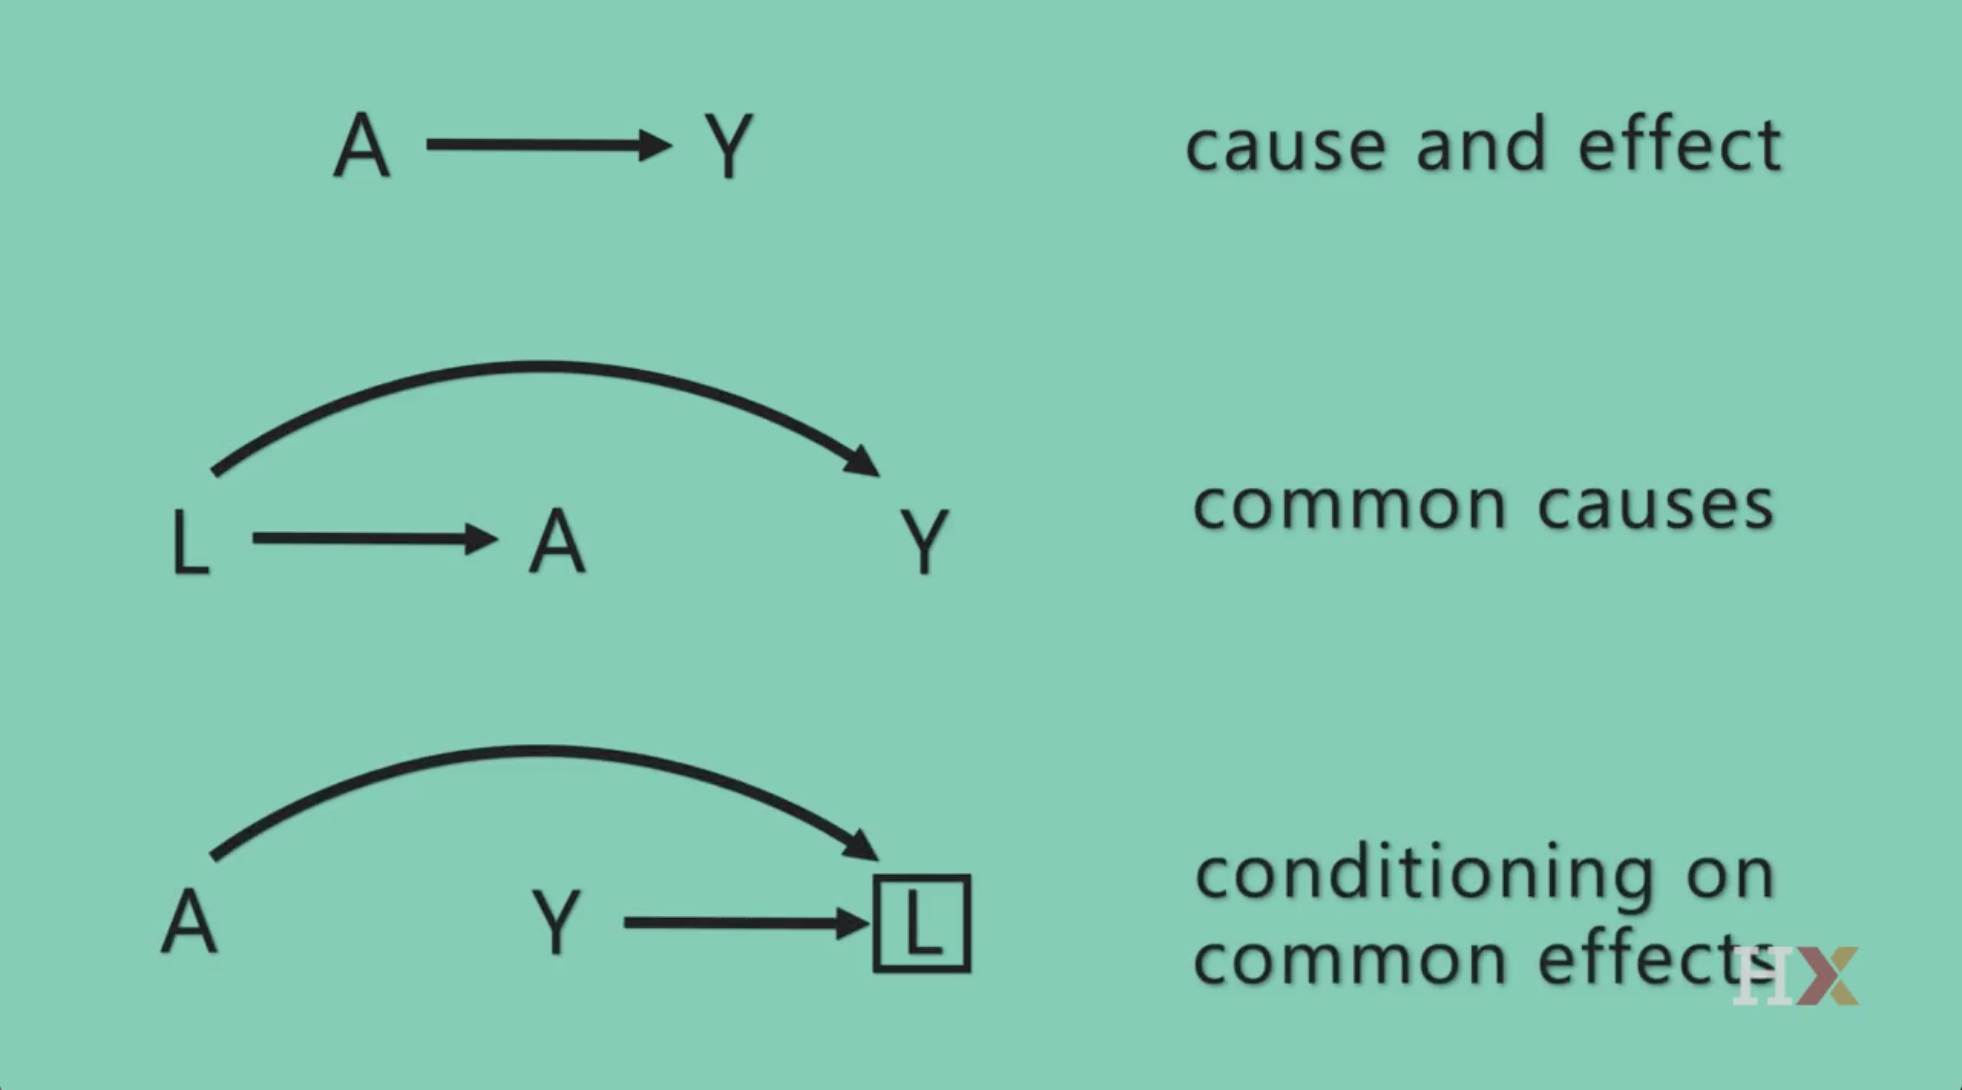 A Y cause and effect
L A Y common causes
A Y L conditioning on
common effects
HX